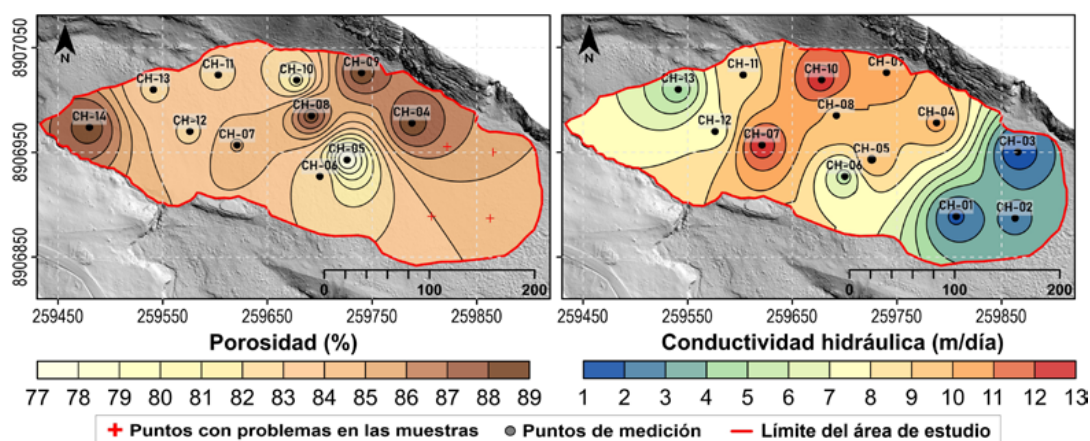 8907050
8906950
8906850
N
CH-11
CH-10
CH-09
CH-13
CH-08
CH-04
CH-14
CH-12
CH-07
CH-05
CH-06
0 100 200
N
CH-13
CH-11
CH-10
CH-09
CH-08
CH-04
CH-12
CH-07
CH-05
CH-03
CH-06
CH-01
CH-02
0 100 200
259450 259550 259650 259750 259850
259450 259550 259650 259750 259850
Porosidad (%)
Conductividad hidráulica (m/día)
77 78 79 80 81 82 83 84 85 86 87 88 89
1 2 3 4 5 6 7 8 9 10 11 12 13
Puntos con problemas en las muestras
Puntos de medición
Límite del área de estudio